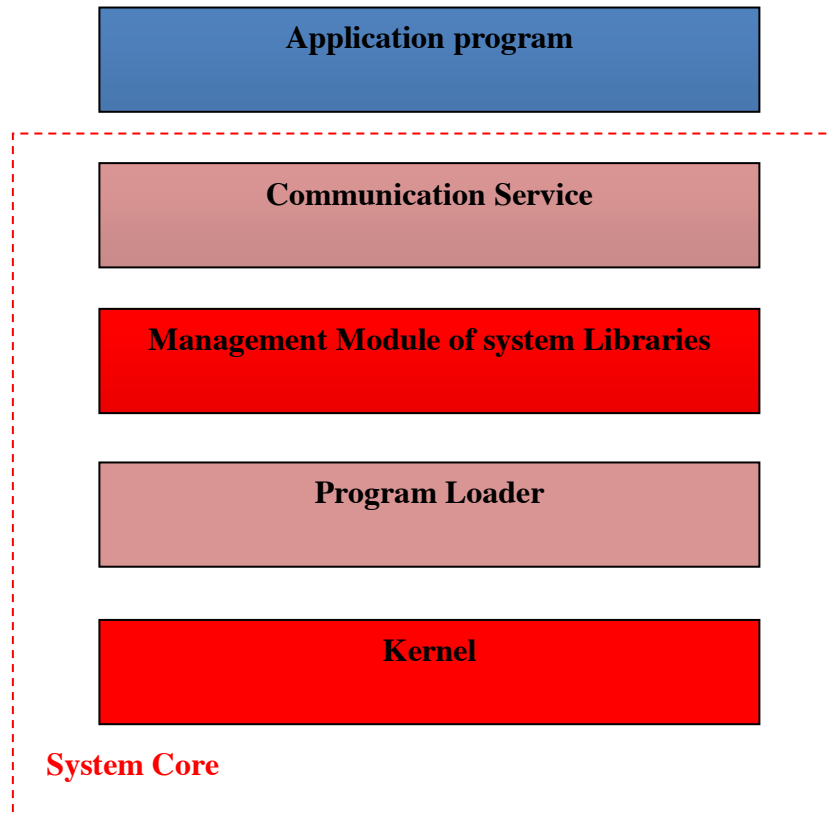 Application program
Communication Service
Management Module of system Libraries
Program Loader
Kernel
System Core